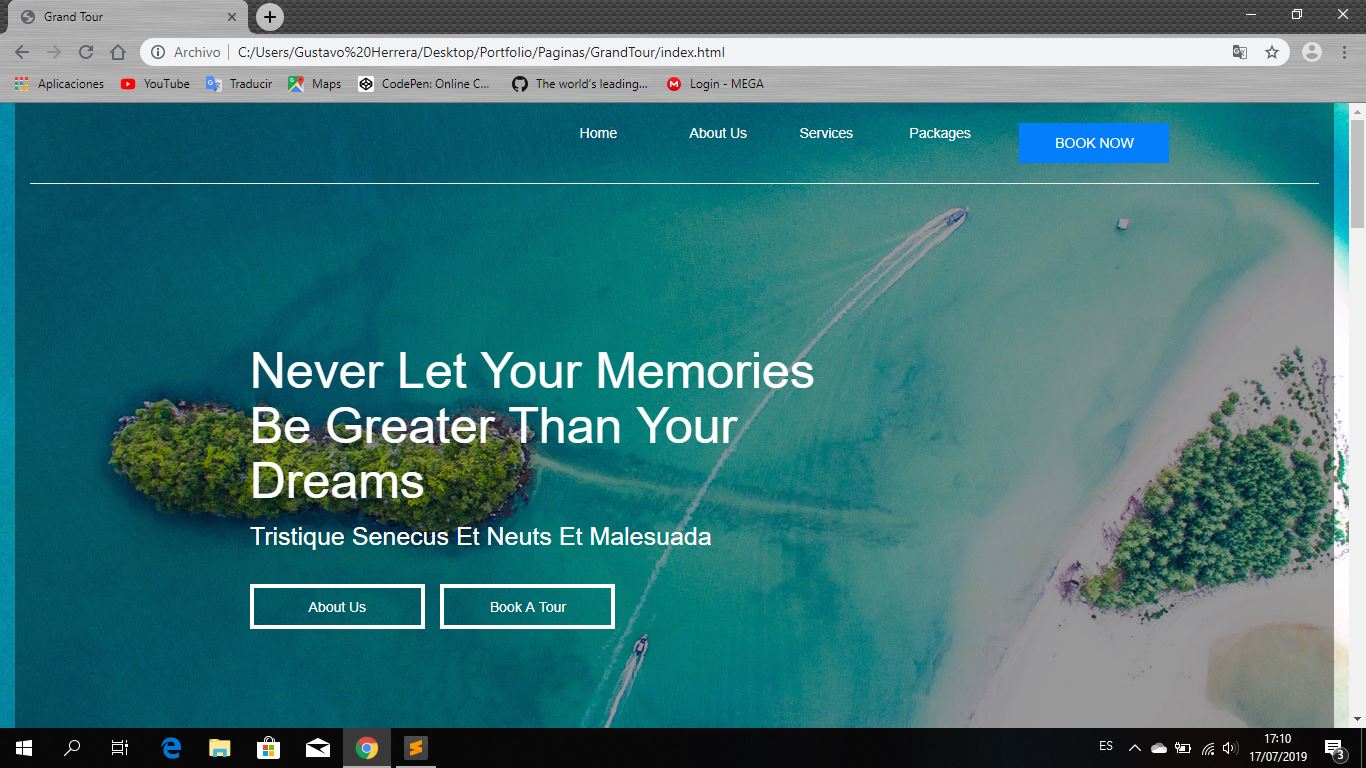 Grand Tour
Archivo C:/Users/Gustavo%20Herrera/Desktop/Portfolio/Paginas/GrandTour/index.html
Aplicaciones YouTube Traducir Maps CodePen: Online C... The world's leading... Login - MEGA
Home About Us Services Packages BOOK NOW
Never Let Your Memories
Be Greater Than Your
Dreams
Tristique Senecus Et Neuts Et Malesuada
About Us Book A Tour
ES 17:10
17/07/2019 3